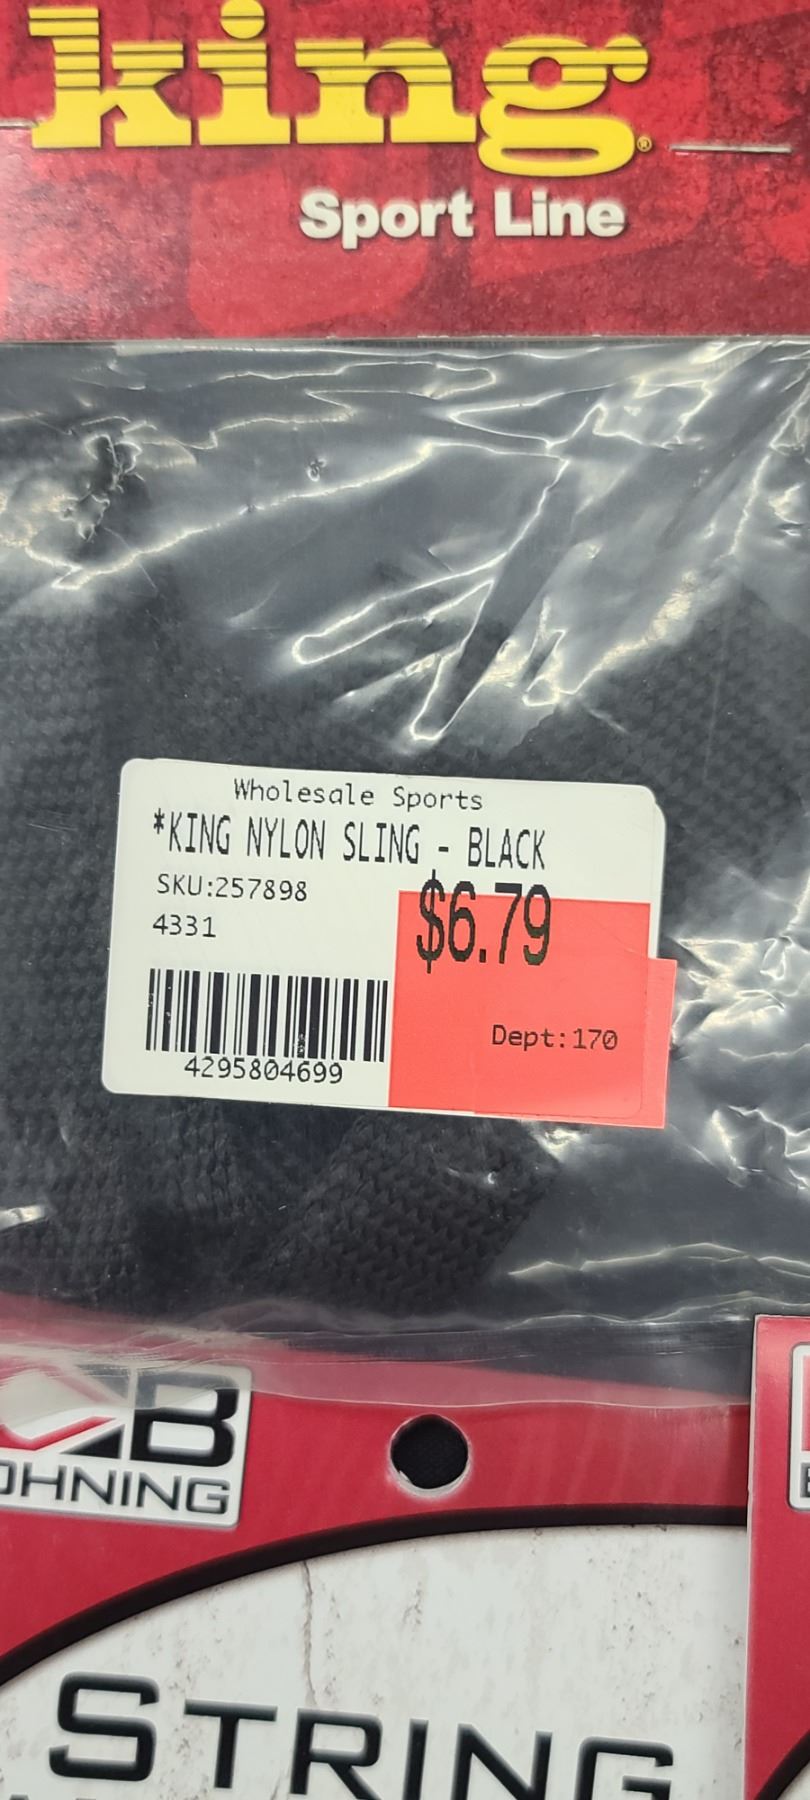 king®
Sport Line
Wholesale Sports
*KING NYLON SLING - BLACK
SKU:257898
$6.79
4331
Dept:170
4295804699
B
OHNING
STRING